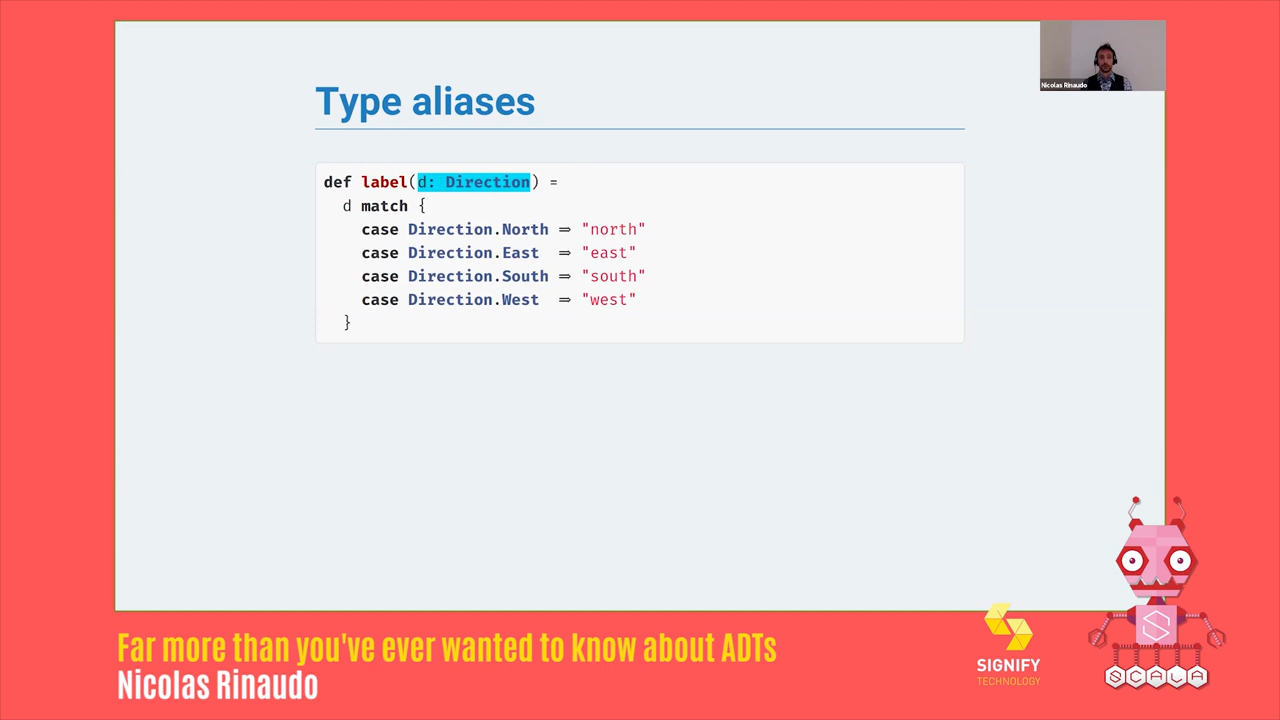 Nicolas Rinaudo
Type aliases
def label(d: Direction) =
d match {
case Direction.North ⇒ "north"
case Direction.East ⇒ "east"
case Direction.South ⇒ "south"
case Direction.West ⇒ "west"
}
Far more than you've ever wanted to know about ADTs
Nicolas Rinaudo
SIGNIFY
TECHNOLOGY
S
SCALA